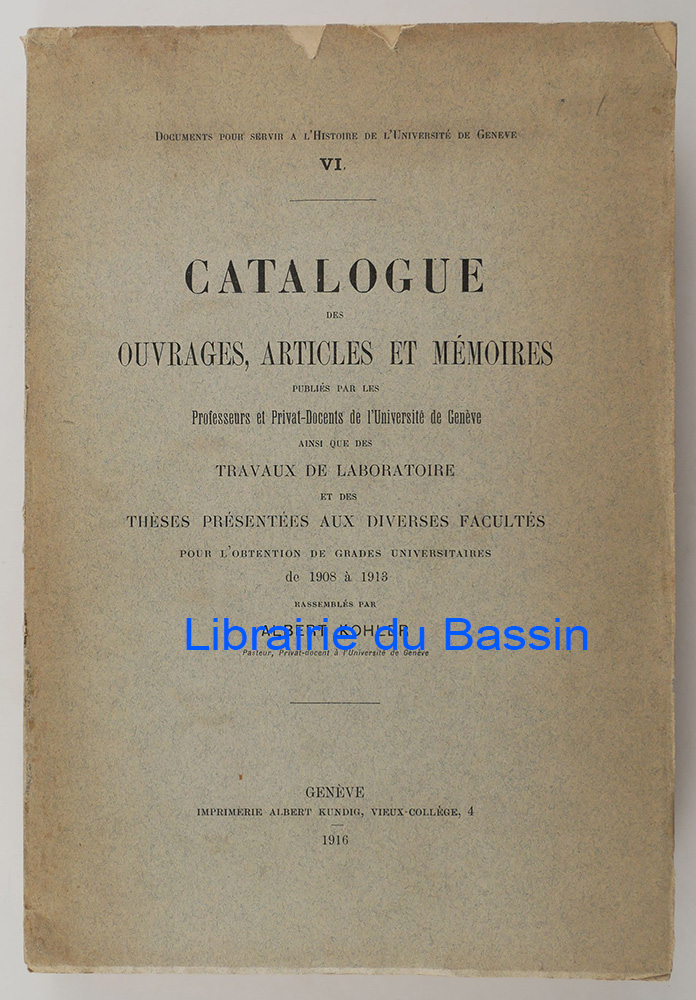 DOCUMENTS POUR SERVIR A L'HISTOIRE DE L'UNIVERSITÉ DE GENEVE
VI.
CATALOGUE
DES
OUVRAGES, ARTICLES ET MÉMOIRES
PUBLIÉS PAR LES
Professeurs et Privat-Docents de l'Université de Genève
AINSI QUE DES
TRAVAUX DE LABORATOIRE
ET DES
THÈSES PRÉSENTÉES AUX DIVERSES FACULTÉS
POUR L'OBTENTION DE GRADES UNIVERSITAIRES
de 1908 à 1913
RASSEMBLÉS PAR
ALBERT KOHLER
Librairie du Bassin
Pasteur, Privat-docent à l'Université de Genève
GENÈVE
IMPRIMERIE ALBERT KUNDIG, VIEUX-COLLÈGE, 4
1916